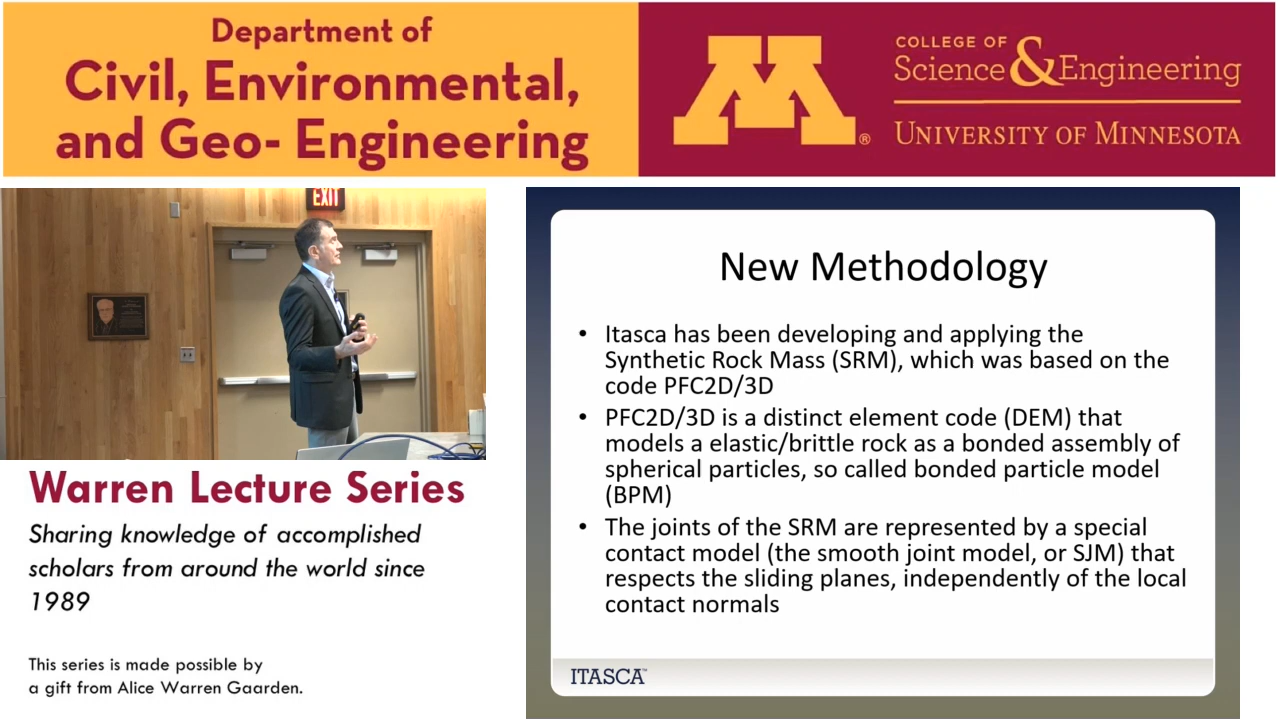 Department of
Civil, Environmental,
and Geo- Engineering
M®
COLLEGE OF
Science & Engineering
UNIVERSITY OF MINNESOTA
EXIT
Warren Lecture Series
Sharing knowledge of accomplished
scholars from around the world since
1989
This series is made possible by
a gift from Alice Warren Gaarden.
New Methodology
• Itasca has been developing and applying the
Synthetic Rock Mass (SRM), which was based on the
code PFC2D/3D
• PFC2D/3D is a distinct element code (DEM) that
models a elastic/brittle rock as a bonded assembly of
spherical particles, so called bonded particle model
(BPM)
• The joints of the SRM are represented by a special
contact model (the smooth joint model, or SJM) that
respects the sliding planes, independently of the local
contact normals
ITASCA™